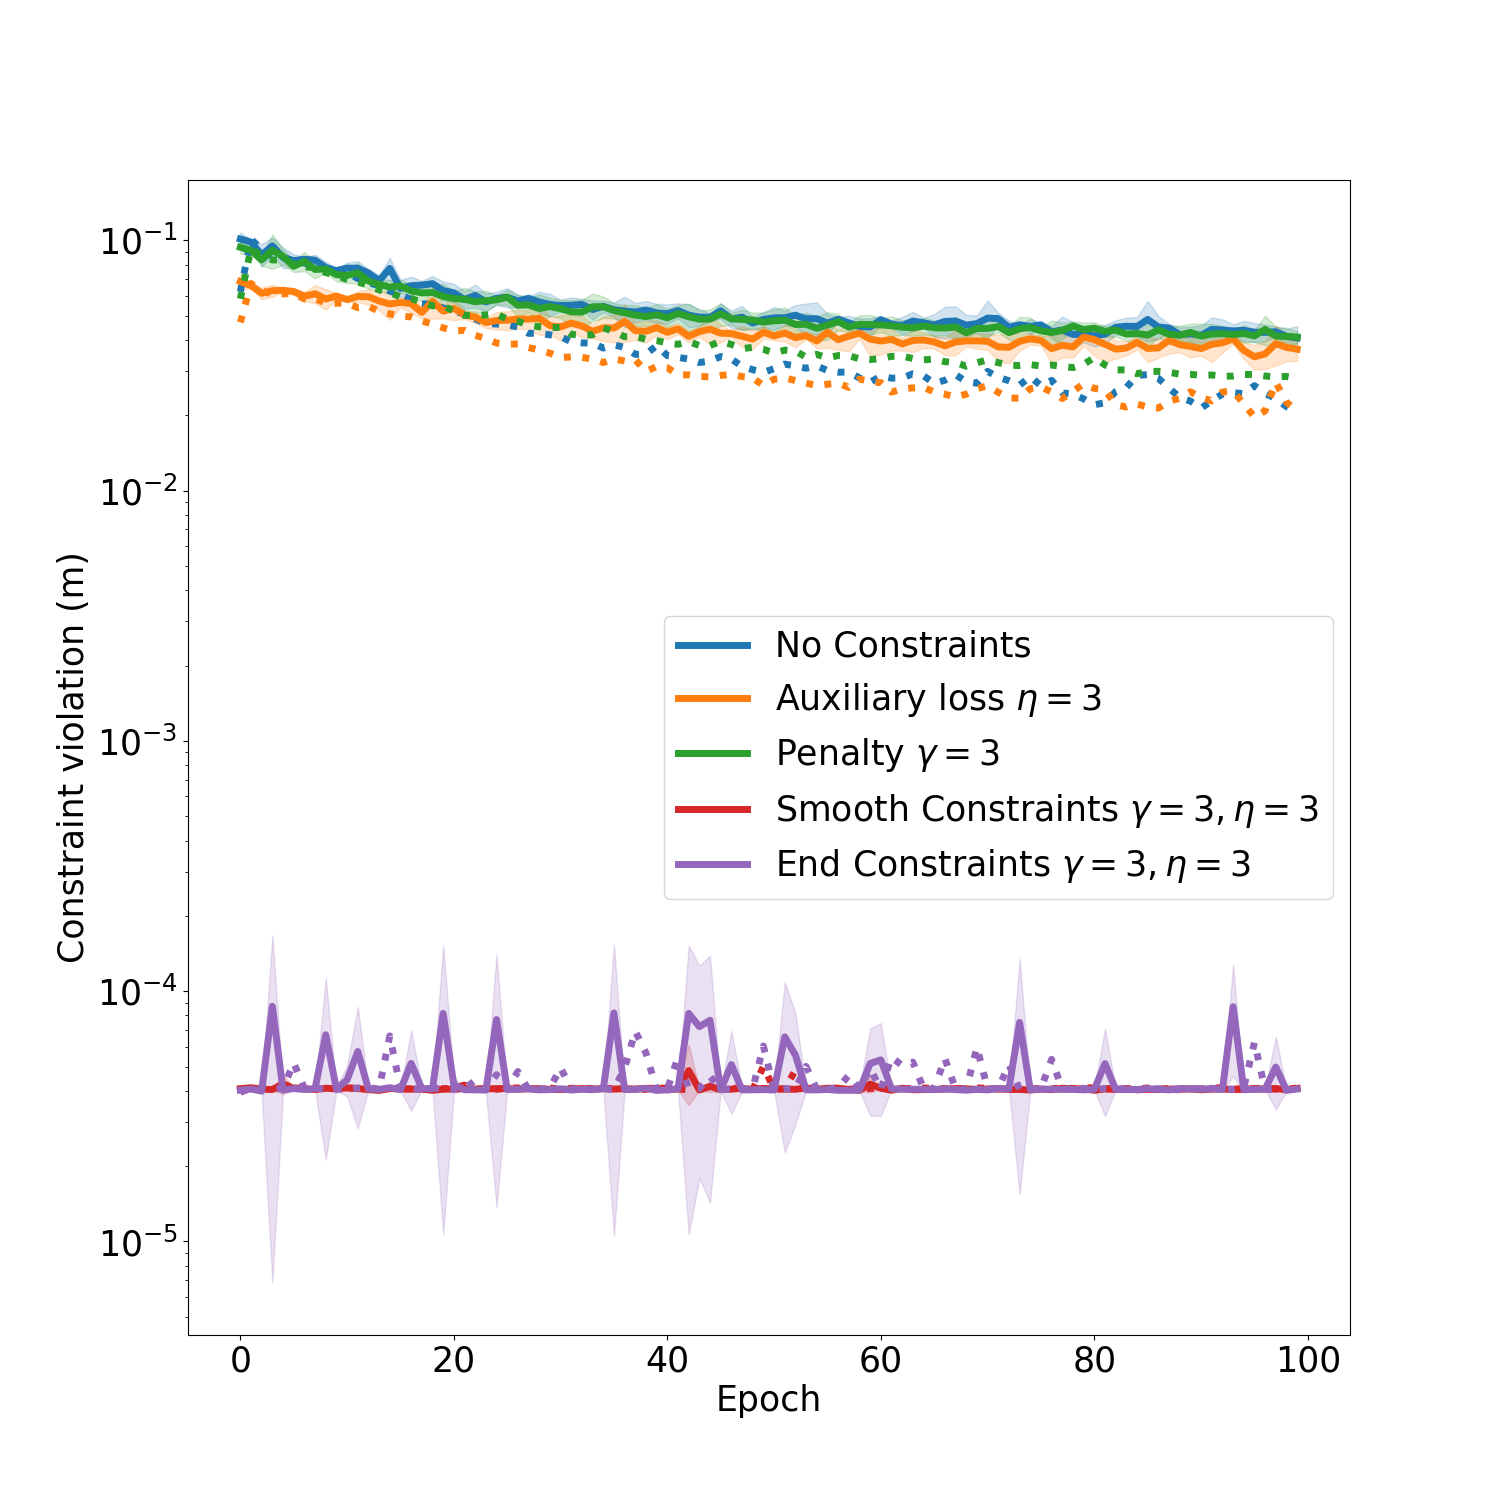 10⁻¹
10⁻²
10⁻³
10⁻⁴
10⁻⁵
Constraint violation (m)
No Constraints
Auxiliary loss η = 3
Penalty γ = 3
Smooth Constraints γ = 3, η = 3
End Constraints γ = 3, η = 3
0 20 40 60 80 100
Epoch